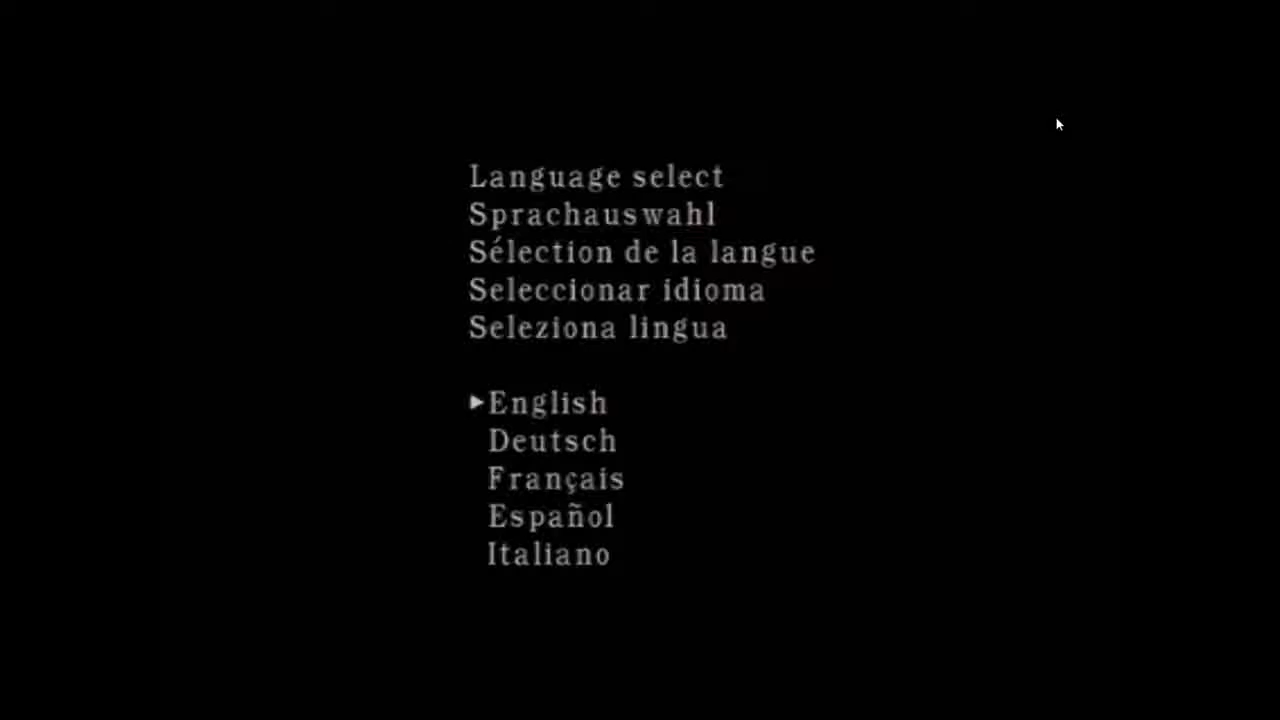 Language select
Sprachauswahl
Sélection de la langue
Seleccionar idioma
Seleziona lingua
►English
Deutsch
Français
Español
Italiano